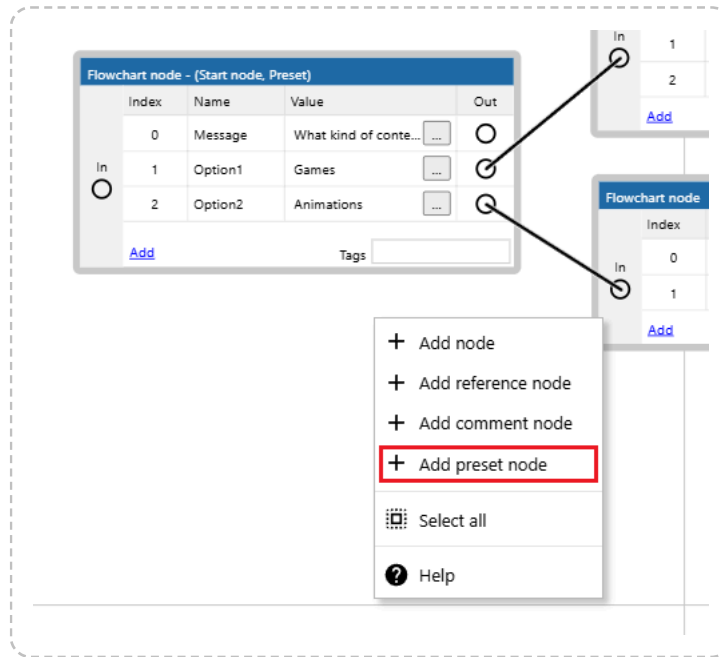 Flowchart node - (Start node, Preset)
Index Name Value Out
0 Message What kind of conte... ...
In
1 Option1 Games ...
2 Option2 Animations ...
Add Tags
In
1
2
Add
Flowchart node
Index
0
In
1
Add
+ Add node
+ Add reference node
+ Add comment node
+ Add preset node
Select all
? Help